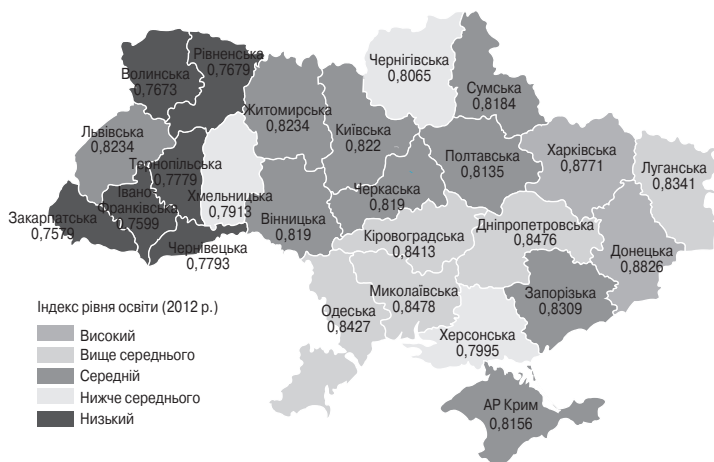 Рівненська
0,7679
Волинська
0,7673
Чернігівська
0,8065
Сумська
0,8184
Житомирська
0,8234
Київська
0,822
Львівська
0,8234
Тернопільська
0,7779
Полтавська
0,8135
Харківська
0,8771
Луганська
0,8341
Івано-
Франківська
0,7599
Хмельницька
0,7913
Черкаська
0,819
Закарпатська
0,7579
Вінницька
0,819
Чернівецька
0,7793
Кіровоградська
0,8413
Дніпропетровська
0,8476
Донецька
0,8826
Миколаївська
0,8478
Запорізька
0,8309
Одеська
0,8427
Херсонська
0,7995
АР Крим
0,8156
Індекс рівня освіти (2012 р.)
Високий
Вище середнього
Середній
Нижче середнього
Низький